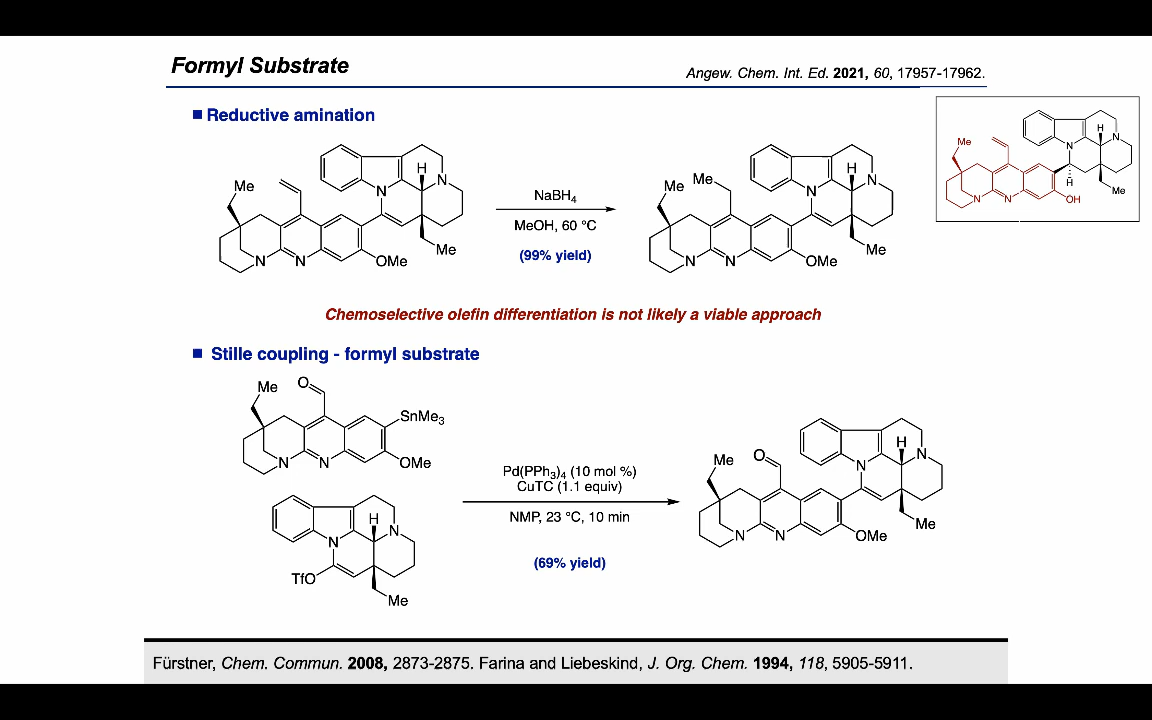 Formyl Substrate
Angew. Chem. Int. Ed. 2021, 60, 17957-17962.
■ Reductive amination
Me
H
N
N
N
N
OMe
Me
NaBH₄
MeOH, 60 °C
(99% yield)
Me
Me
H
N
N
N
N
OMe
Me
Me
H
N
N
H
N
N
OH
Me
Chemoselective olefin differentiation is not likely a viable approach
■ Stille coupling - formyl substrate
Me
O
SnMe₃
N
N
OMe
H
N
N
TfO
Me
Pd(PPh₃)₄ (10 mol %)
CuTC (1.1 equiv)
NMP, 23 °C, 10 min
(69% yield)
Me
O
H
N
N
N
N
OMe
Me
Fürstner, Chem. Commun. 2008, 2873-2875. Farina and Liebeskind, J. Org. Chem. 1994, 118, 5905-5911.